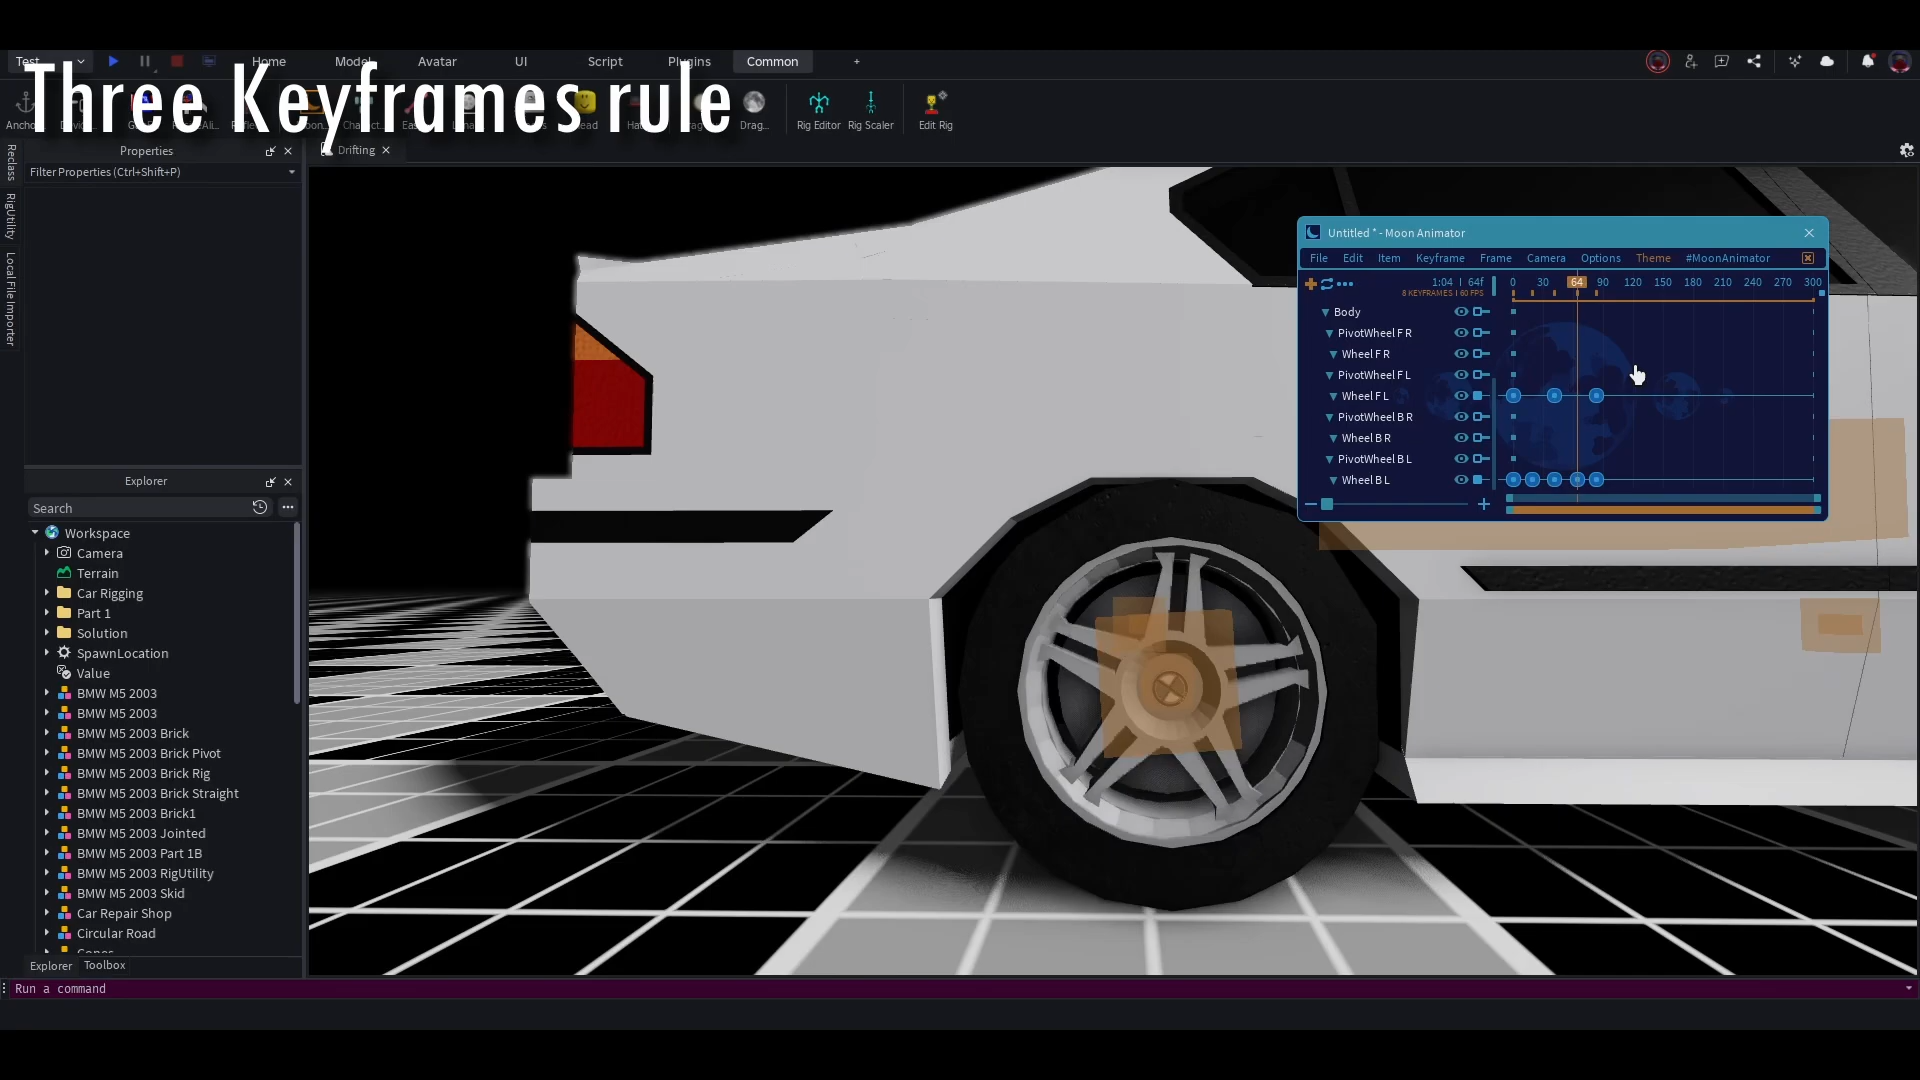 Three Keyframes rule
Test
Home
Model
Avatar
UI
Script
Plugins
Common
+
Rig Editor
Rig Scaler
Edit Rig
Drag...
Properties
Drifting
Filter Properties (Ctrl+Shift+P)
Reclass
RigUtility
Local File Importer
Untitled * - Moon Animator
File
Edit
Item
Keyframe
Frame
Camera
Options
Theme
#MoonAnimator
1:04 | 64f
8 KEYFRAMES | 60 FPS
0 30 64 90 120 150 180 210 240 270 300
Body
PivotWheel F R
Wheel F R
PivotWheel F L
Wheel F L
PivotWheel B R
Wheel B R
PivotWheel B L
Wheel B L
Explorer
Search
Workspace
Camera
Terrain
Car Rigging
Part 1
Solution
SpawnLocation
Value
BMW M5 2003
BMW M5 2003
BMW M5 2003 Brick
BMW M5 2003 Brick Pivot
BMW M5 2003 Brick Rig
BMW M5 2003 Brick Straight
BMW M5 2003 Brick1
BMW M5 2003 Jointed
BMW M5 2003 Part 1B
BMW M5 2003 RigUtility
BMW M5 2003 Skid
Car Repair Shop
Circular Road
Cones
Explorer
Toolbox
Run a command